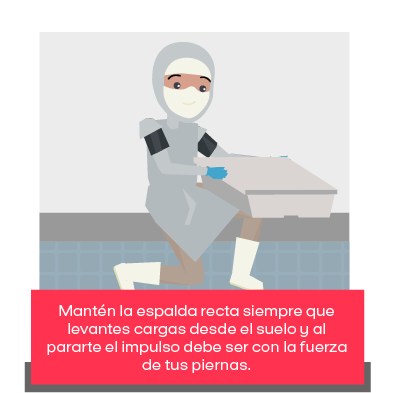 Mantén la espalda recta siempre que
levantes cargas desde el suelo y al
pararte el impulso debe ser con la fuerza
de tus piernas.